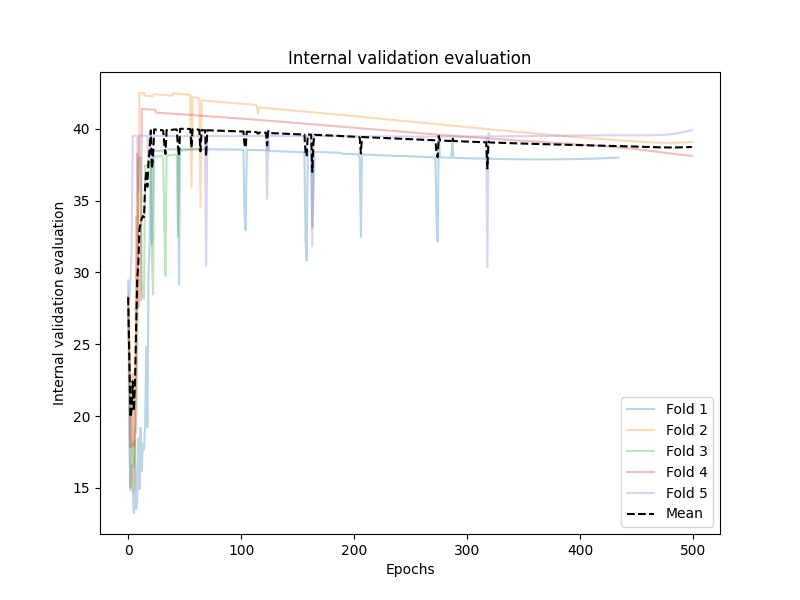 Internal validation evaluation
Internal validation evaluation
40
35
30
25
20
15
0 100 200 300 400 500
Epochs
Fold 1
Fold 2
Fold 3
Fold 4
Fold 5
Mean